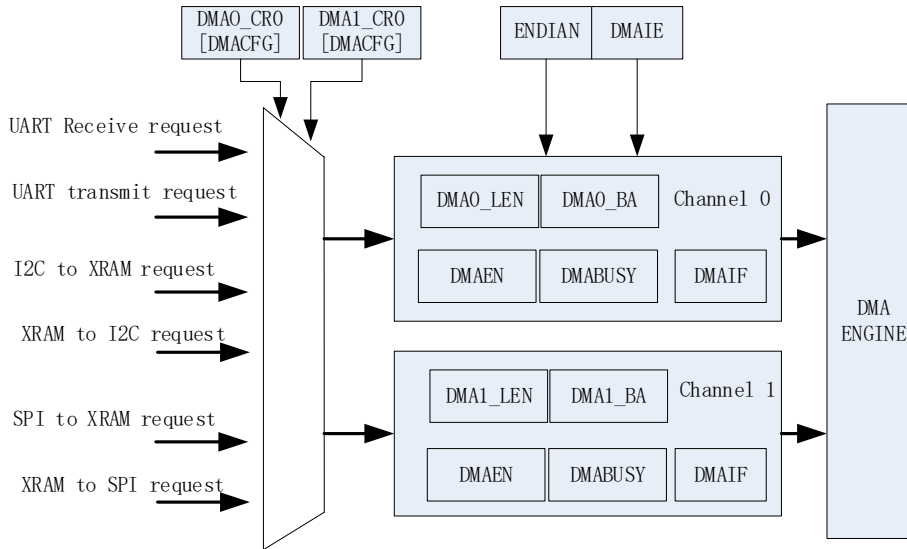 DMA0_CR0
[DMACFG]
DMA1_CR0
[DMACFG]
ENDIAN
DMAIE
UART Receive request
UART transmit request
I2C to XRAM request
XRAM to I2C request
SPI to XRAM request
XRAM to SPI request
DMA0_LEN
DMA0_BA
Channel 0
DMAEN
DMABUSY
DMAIF
DMA1_LEN
DMA1_BA
Channel 1
DMAEN
DMABUSY
DMAIF
DMA
ENGINE